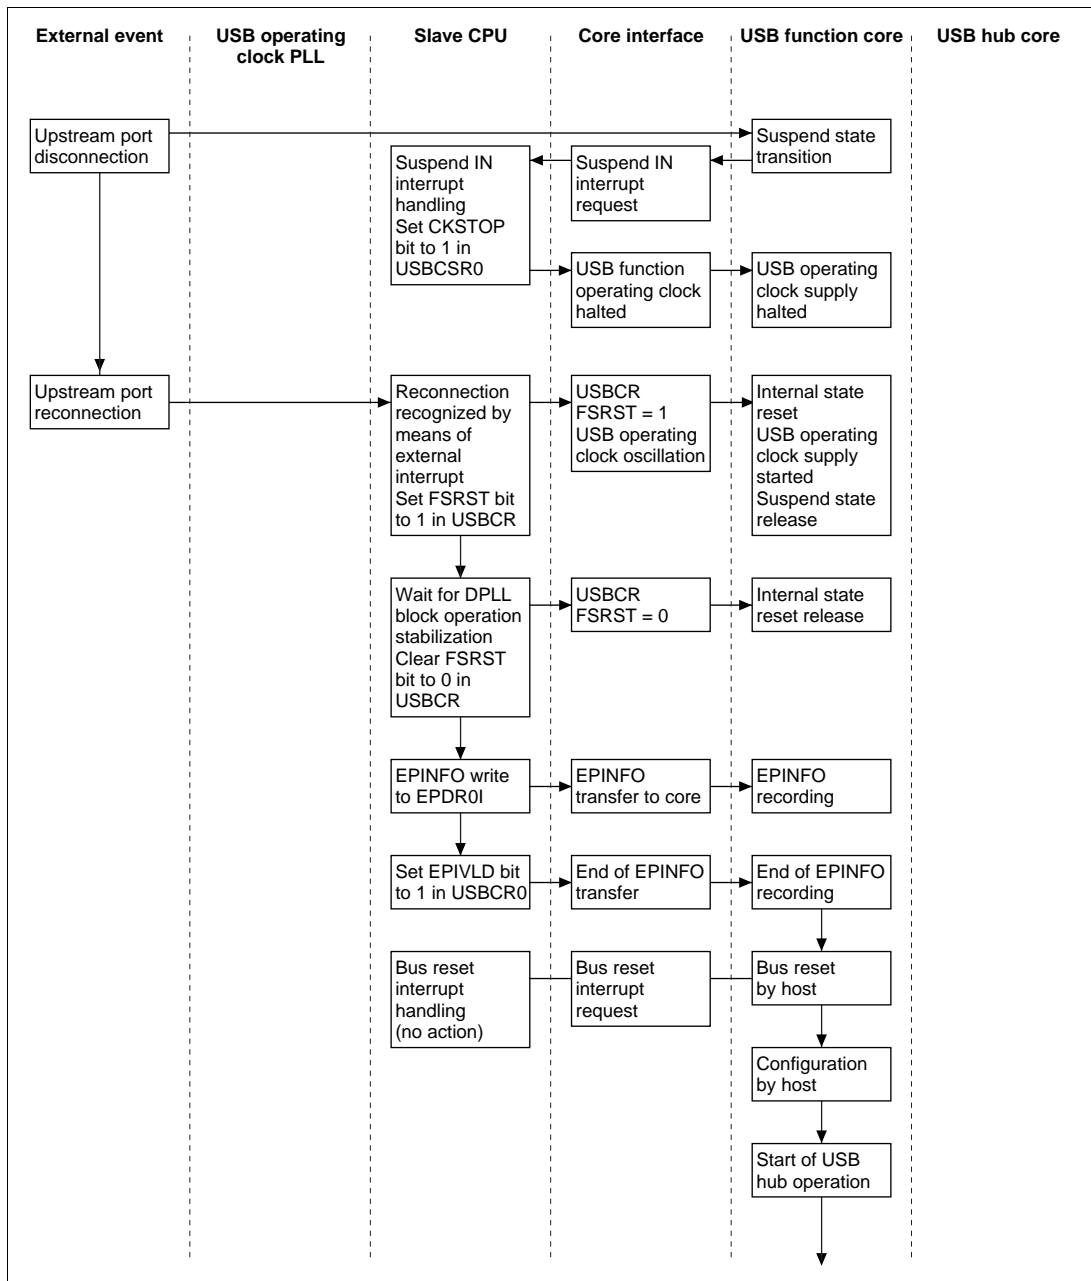 External event
USB operating
clock PLL
Slave CPU
Core interface
USB function core
USB hub core
Upstream port
disconnection
Suspend state
transition
Suspend IN
interrupt
handling
Set CKSTOP
bit to 1 in
USBCSR0
Suspend IN
interrupt
request
USB function
operating clock
halted
USB operating
clock supply
halted
Upstream port
reconnection
Reconnection
recognized by
means of
external
interrupt
Set FSRST bit
to 1 in USBCR
USBCR
FSRST = 1
USB operating
clock oscillation
Internal state
reset
USB operating
clock supply
started
Suspend state
release
Wait for DPLL
block operation
stabilization
Clear FSRST
bit to 0 in
USBCR
USBCR
FSRST = 0
Internal state
reset release
EPINFO write
to EPDR0I
EPINFO
transfer to core
EPINFO
recording
Set EPIVLD bit
to 1 in USBCR0
End of EPINFO
transfer
End of EPINFO
recording
Bus reset
interrupt
handling
(no action)
Bus reset
interrupt
request
Bus reset
by host
Configuration
by host
Start of USB
hub operation